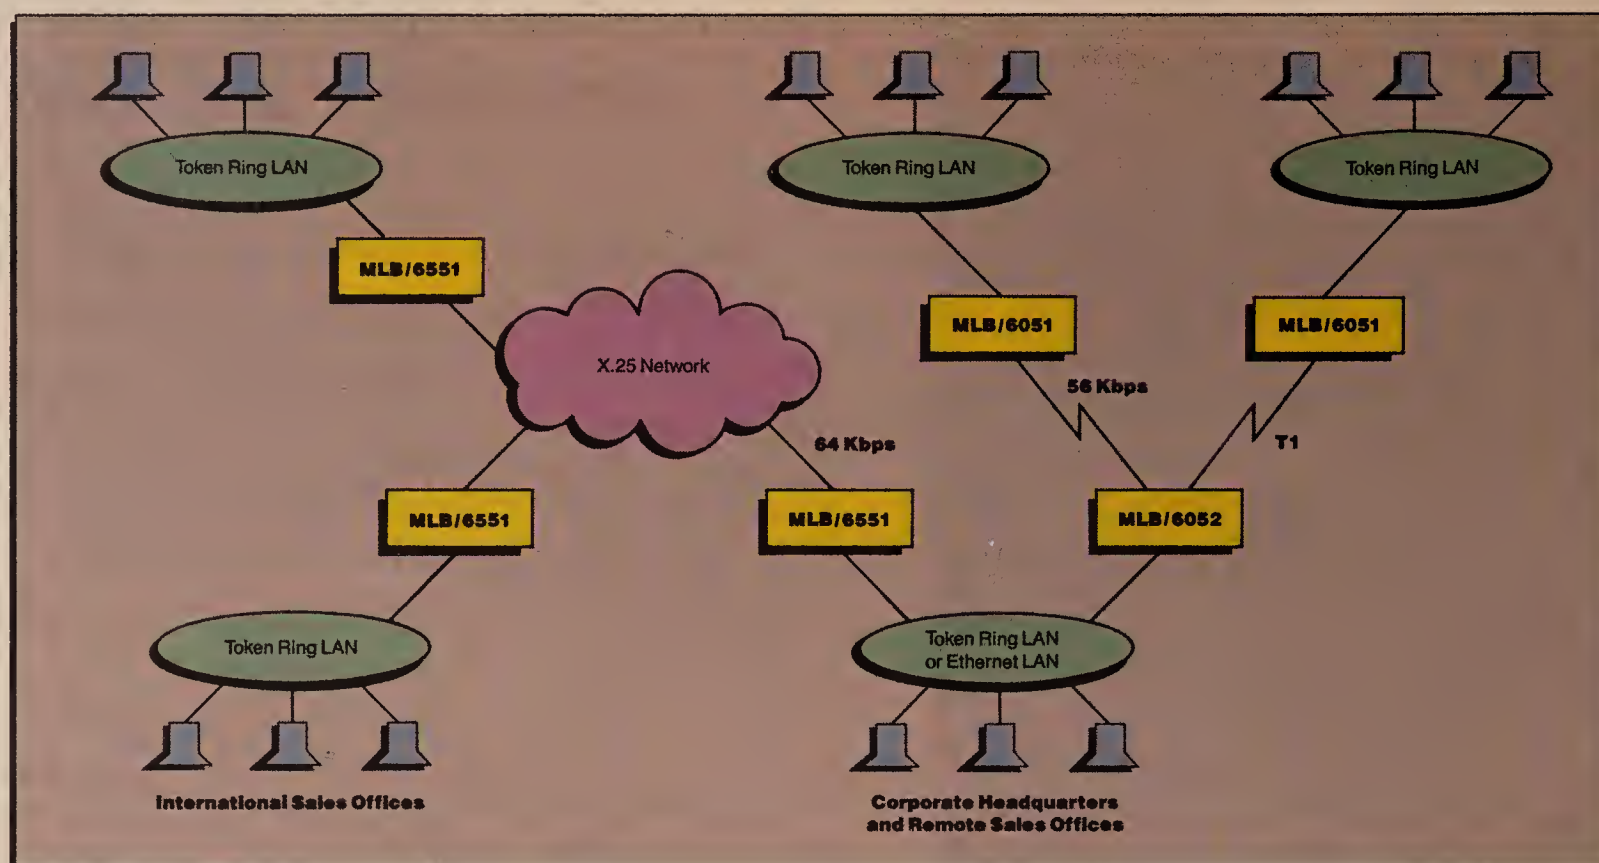 Token Ring LAN
Token Ring LAN
Token Ring LAN
MLB/6551
MLB/6051
MLB/6051
X.25 Network
56 Kbps
64 Kbps
T1
MLB/6551
MLB/6551
MLB/6052
Token Ring LAN
Token Ring LAN
or Ethernet LAN
International Sales Offices
Corporate Headquarters
and Remote Sales Offices